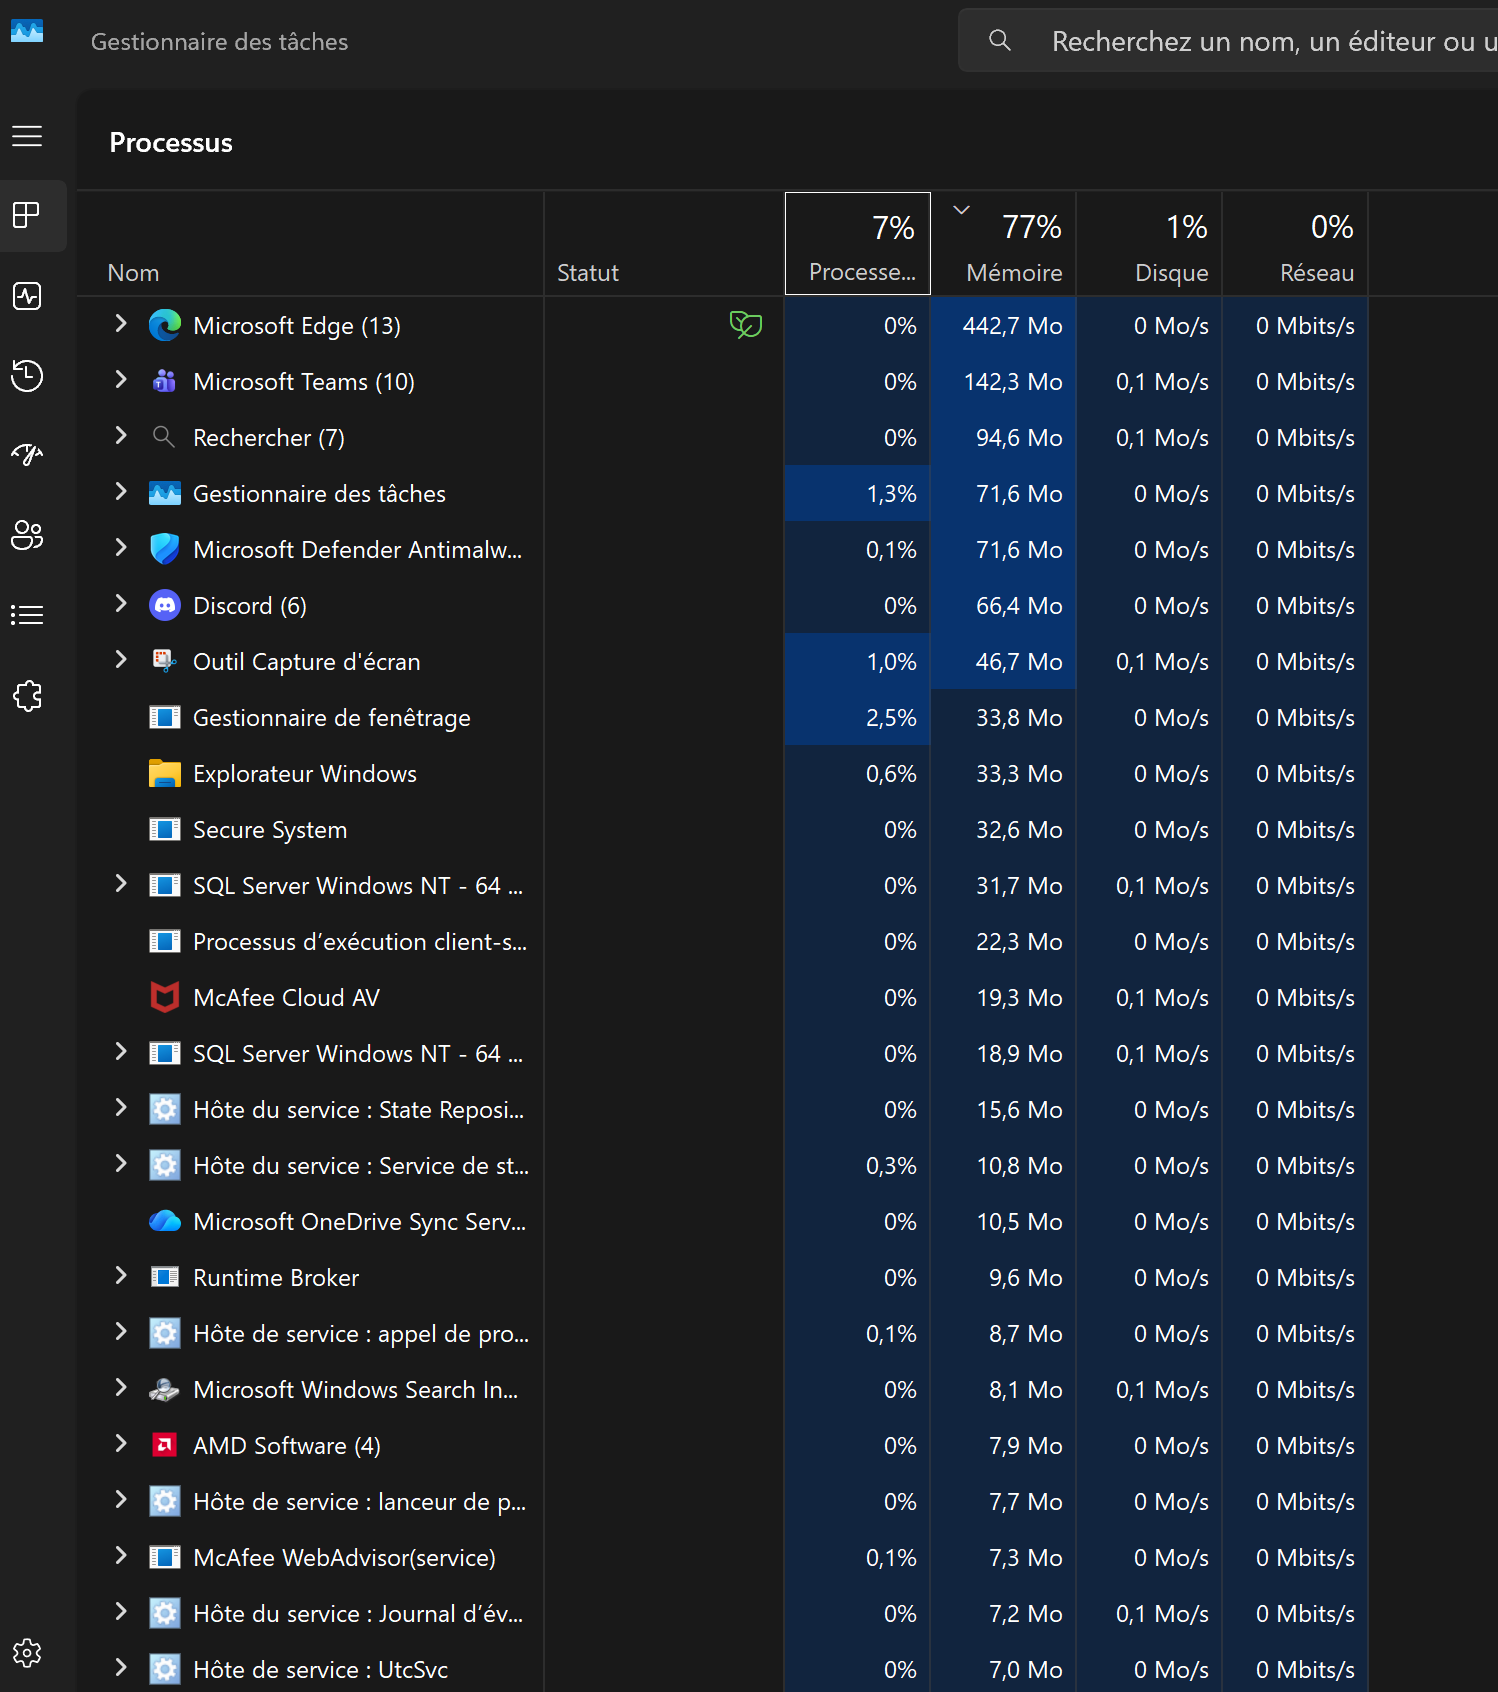 Gestionnaire des tâches
Recherchez un nom, un éditeur ou u
Processus
7% 77% 1% 0%
Nom Statut Processe... Mémoire Disque Réseau
Microsoft Edge (13) 0% 442,7 Mo 0 Mo/s 0 Mbits/s
Microsoft Teams (10) 0% 142,3 Mo 0,1 Mo/s 0 Mbits/s
Rechercher (7) 0% 94,6 Mo 0,1 Mo/s 0 Mbits/s
Gestionnaire des tâches 1,3% 71,6 Mo 0 Mo/s 0 Mbits/s
Microsoft Defender Antimalw... 0,1% 71,6 Mo 0 Mo/s 0 Mbits/s
Discord (6) 0% 66,4 Mo 0 Mo/s 0 Mbits/s
Outil Capture d'écran 1,0% 46,7 Mo 0,1 Mo/s 0 Mbits/s
Gestionnaire de fenêtrage 2,5% 33,8 Mo 0 Mo/s 0 Mbits/s
Explorateur Windows 0,6% 33,3 Mo 0 Mo/s 0 Mbits/s
Secure System 0% 32,6 Mo 0 Mo/s 0 Mbits/s
SQL Server Windows NT - 64 ... 0% 31,7 Mo 0,1 Mo/s 0 Mbits/s
Processus d’exécution client-s... 0% 22,3 Mo 0 Mo/s 0 Mbits/s
McAfee Cloud AV 0% 19,3 Mo 0,1 Mo/s 0 Mbits/s
SQL Server Windows NT - 64 ... 0% 18,9 Mo 0,1 Mo/s 0 Mbits/s
Hôte du service : State Reposi... 0% 15,6 Mo 0 Mo/s 0 Mbits/s
Hôte du service : Service de st... 0,3% 10,8 Mo 0 Mo/s 0 Mbits/s
Microsoft OneDrive Sync Serv... 0% 10,5 Mo 0 Mo/s 0 Mbits/s
Runtime Broker 0% 9,6 Mo 0 Mo/s 0 Mbits/s
Hôte de service : appel de pro... 0,1% 8,7 Mo 0 Mo/s 0 Mbits/s
Microsoft Windows Search In... 0% 8,1 Mo 0,1 Mo/s 0 Mbits/s
AMD Software (4) 0% 7,9 Mo 0 Mo/s 0 Mbits/s
Hôte de service : lanceur de p... 0% 7,7 Mo 0 Mo/s 0 Mbits/s
McAfee WebAdvisor(service) 0,1% 7,3 Mo 0 Mo/s 0 Mbits/s
Hôte du service : Journal d’év... 0% 7,2 Mo 0,1 Mo/s 0 Mbits/s
Hôte de service : UtcSvc 0% 7,0 Mo 0 Mo/s 0 Mbits/s